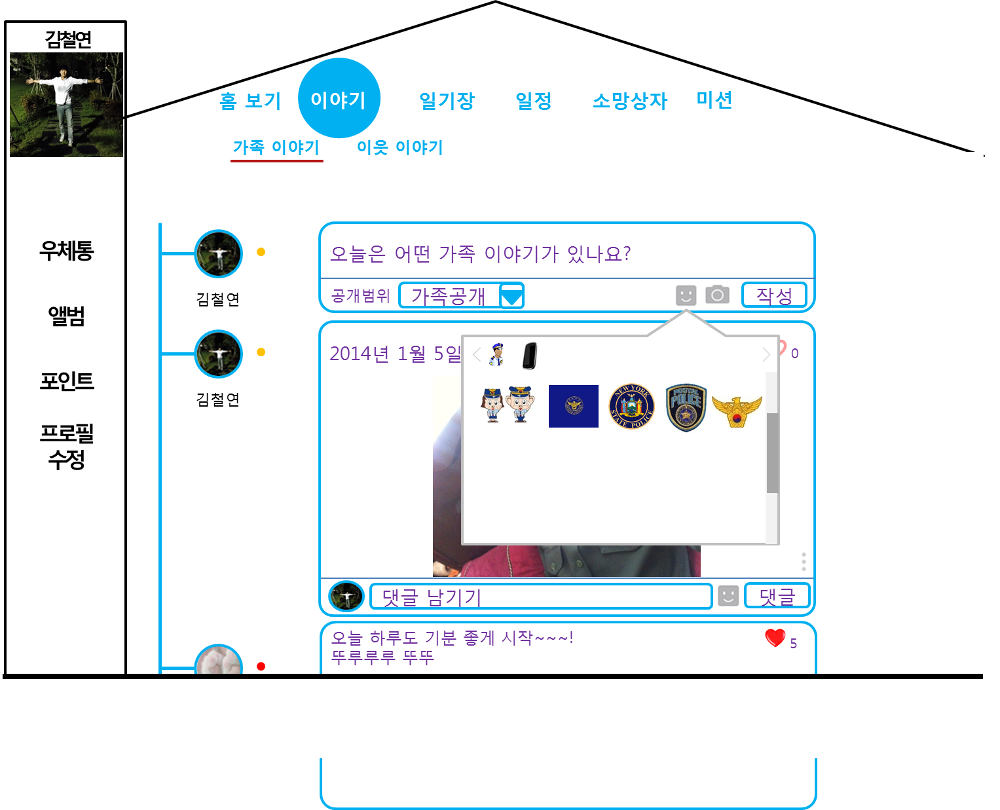 김철연
홈 보기
이야기
일기장
일정
소망상자
미션
가족 이야기
이웃 이야기
우체통
앨범
포인트
프로필
수정
김철연
오늘은 어떤 가족 이야기가 있나요?
공개범위
가족공개
작성
김철연
2014년 1월 5일
0
NEW YORK
STATE POLICE
POSTAL
POLICE
댓글 남기기
댓글
오늘 하루도 기분 좋게 시작~~~!
뚜루루루 뚜뚜
5